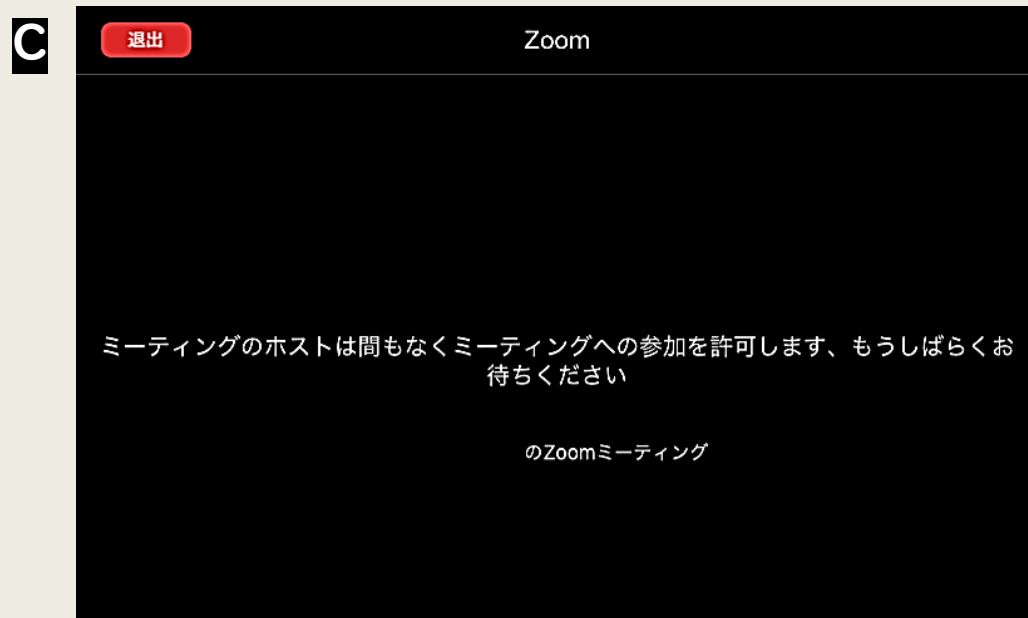 C
退出
Zoom
ミーティングのホストは間もなくミーティングへの参加を許可します、もうしばらくお
待ちください
のZoomミーティング